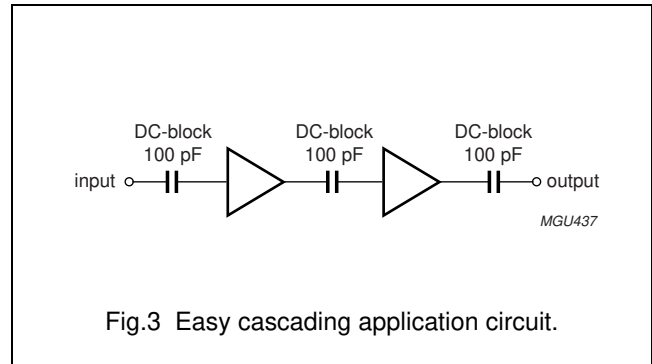 DC-block DC-block DC-block
100 pF 100 pF 100 pF
input output
MGU437
Fig.3 Easy cascading application circuit.